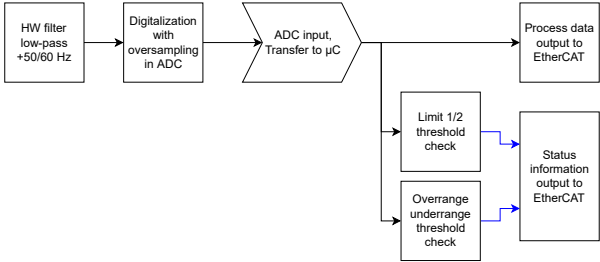 HW filter
low-pass
+50/60 Hz
Digitalization
with
oversampling
in ADC
ADC input,
Transfer to µC
Process data
output to
EtherCAT
Limit 1/2
threshold
check
Status
information
output to
EtherCAT
Overrange
underrange
threshold
check